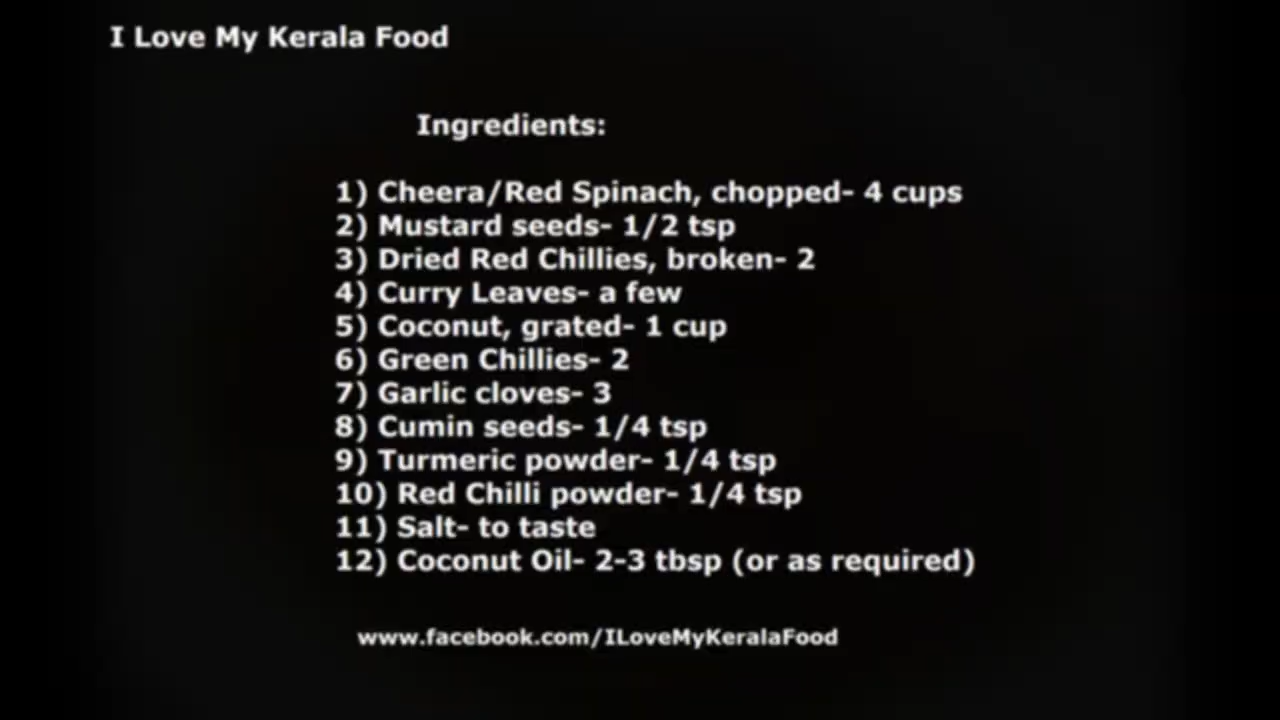 I Love My Kerala Food
Ingredients:
1) Cheera/Red Spinach, chopped- 4 cups
2) Mustard seeds- 1/2 tsp
3) Dried Red Chillies, broken- 2
4) Curry Leaves- a few
5) Coconut, grated- 1 cup
6) Green Chillies- 2
7) Garlic cloves- 3
8) Cumin seeds- 1/4 tsp
9) Turmeric powder- 1/4 tsp
10) Red Chilli powder- 1/4 tsp
11) Salt- to taste
12) Coconut Oil- 2-3 tbsp (or as required)
www.facebook.com/ILoveMyKeralaFood